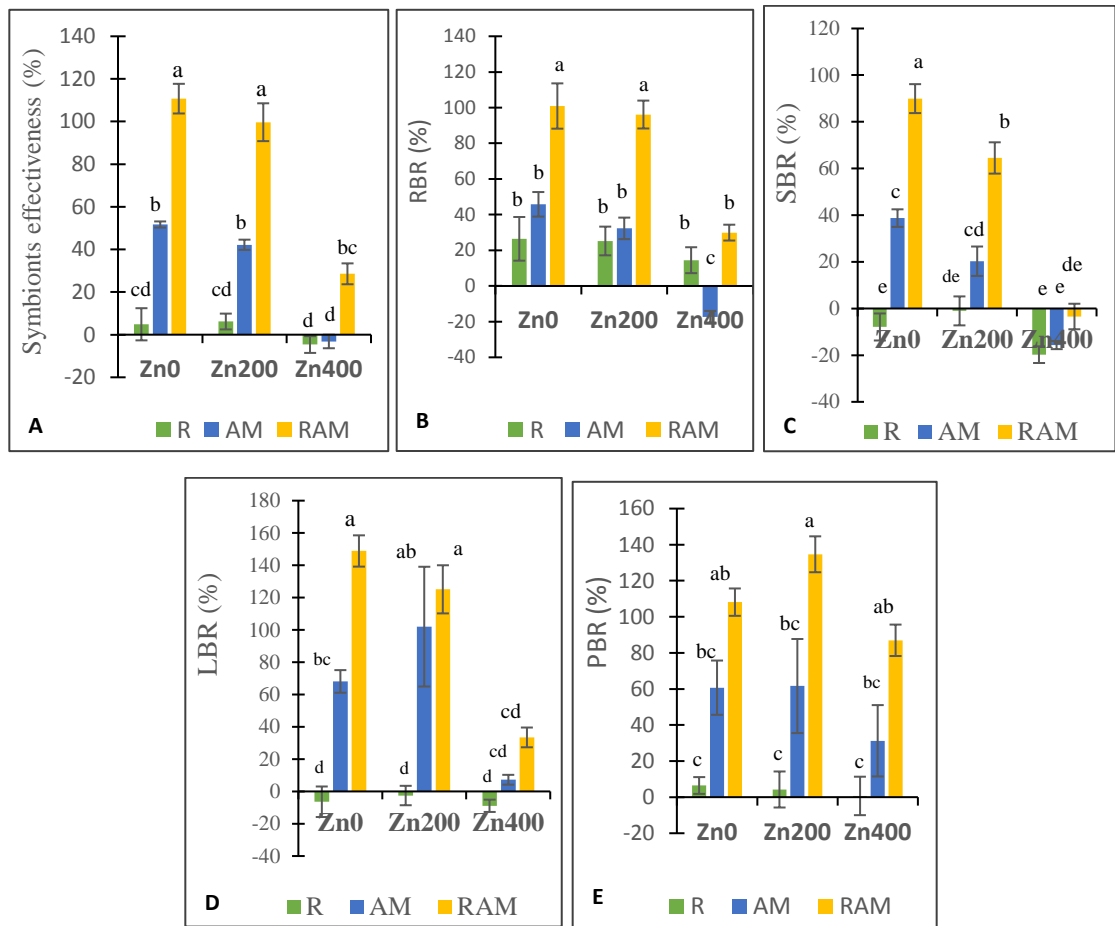 Symbionts effectiveness (%)
140
120
100
80
60
40
20
0
-20
cd b a
cd b a
d d bc
Zn0 Zn200 Zn400
A
R AM RAM
RBR (%)
140
120
100
80
60
40
20
0
-20
-40
b b a
b b a
b c b
Zn0 Zn200 Zn400
B
R AM RAM
SBR (%)
120
100
80
60
40
20
0
-20
-40
e c a
de cd b
e e de
Zn0 Zn200 Zn400
C
R AM RAM
LBR (%)
180
160
140
120
100
80
60
40
20
0
-20
-40
d bc a
d ab a
d cd cd
Zn0 Zn200 Zn400
D
R AM RAM
PBR (%)
160
140
120
100
80
60
40
20
0
-20
c bc ab
c bc a
c bc ab
Zn0 Zn200 Zn400
E
R AM RAM